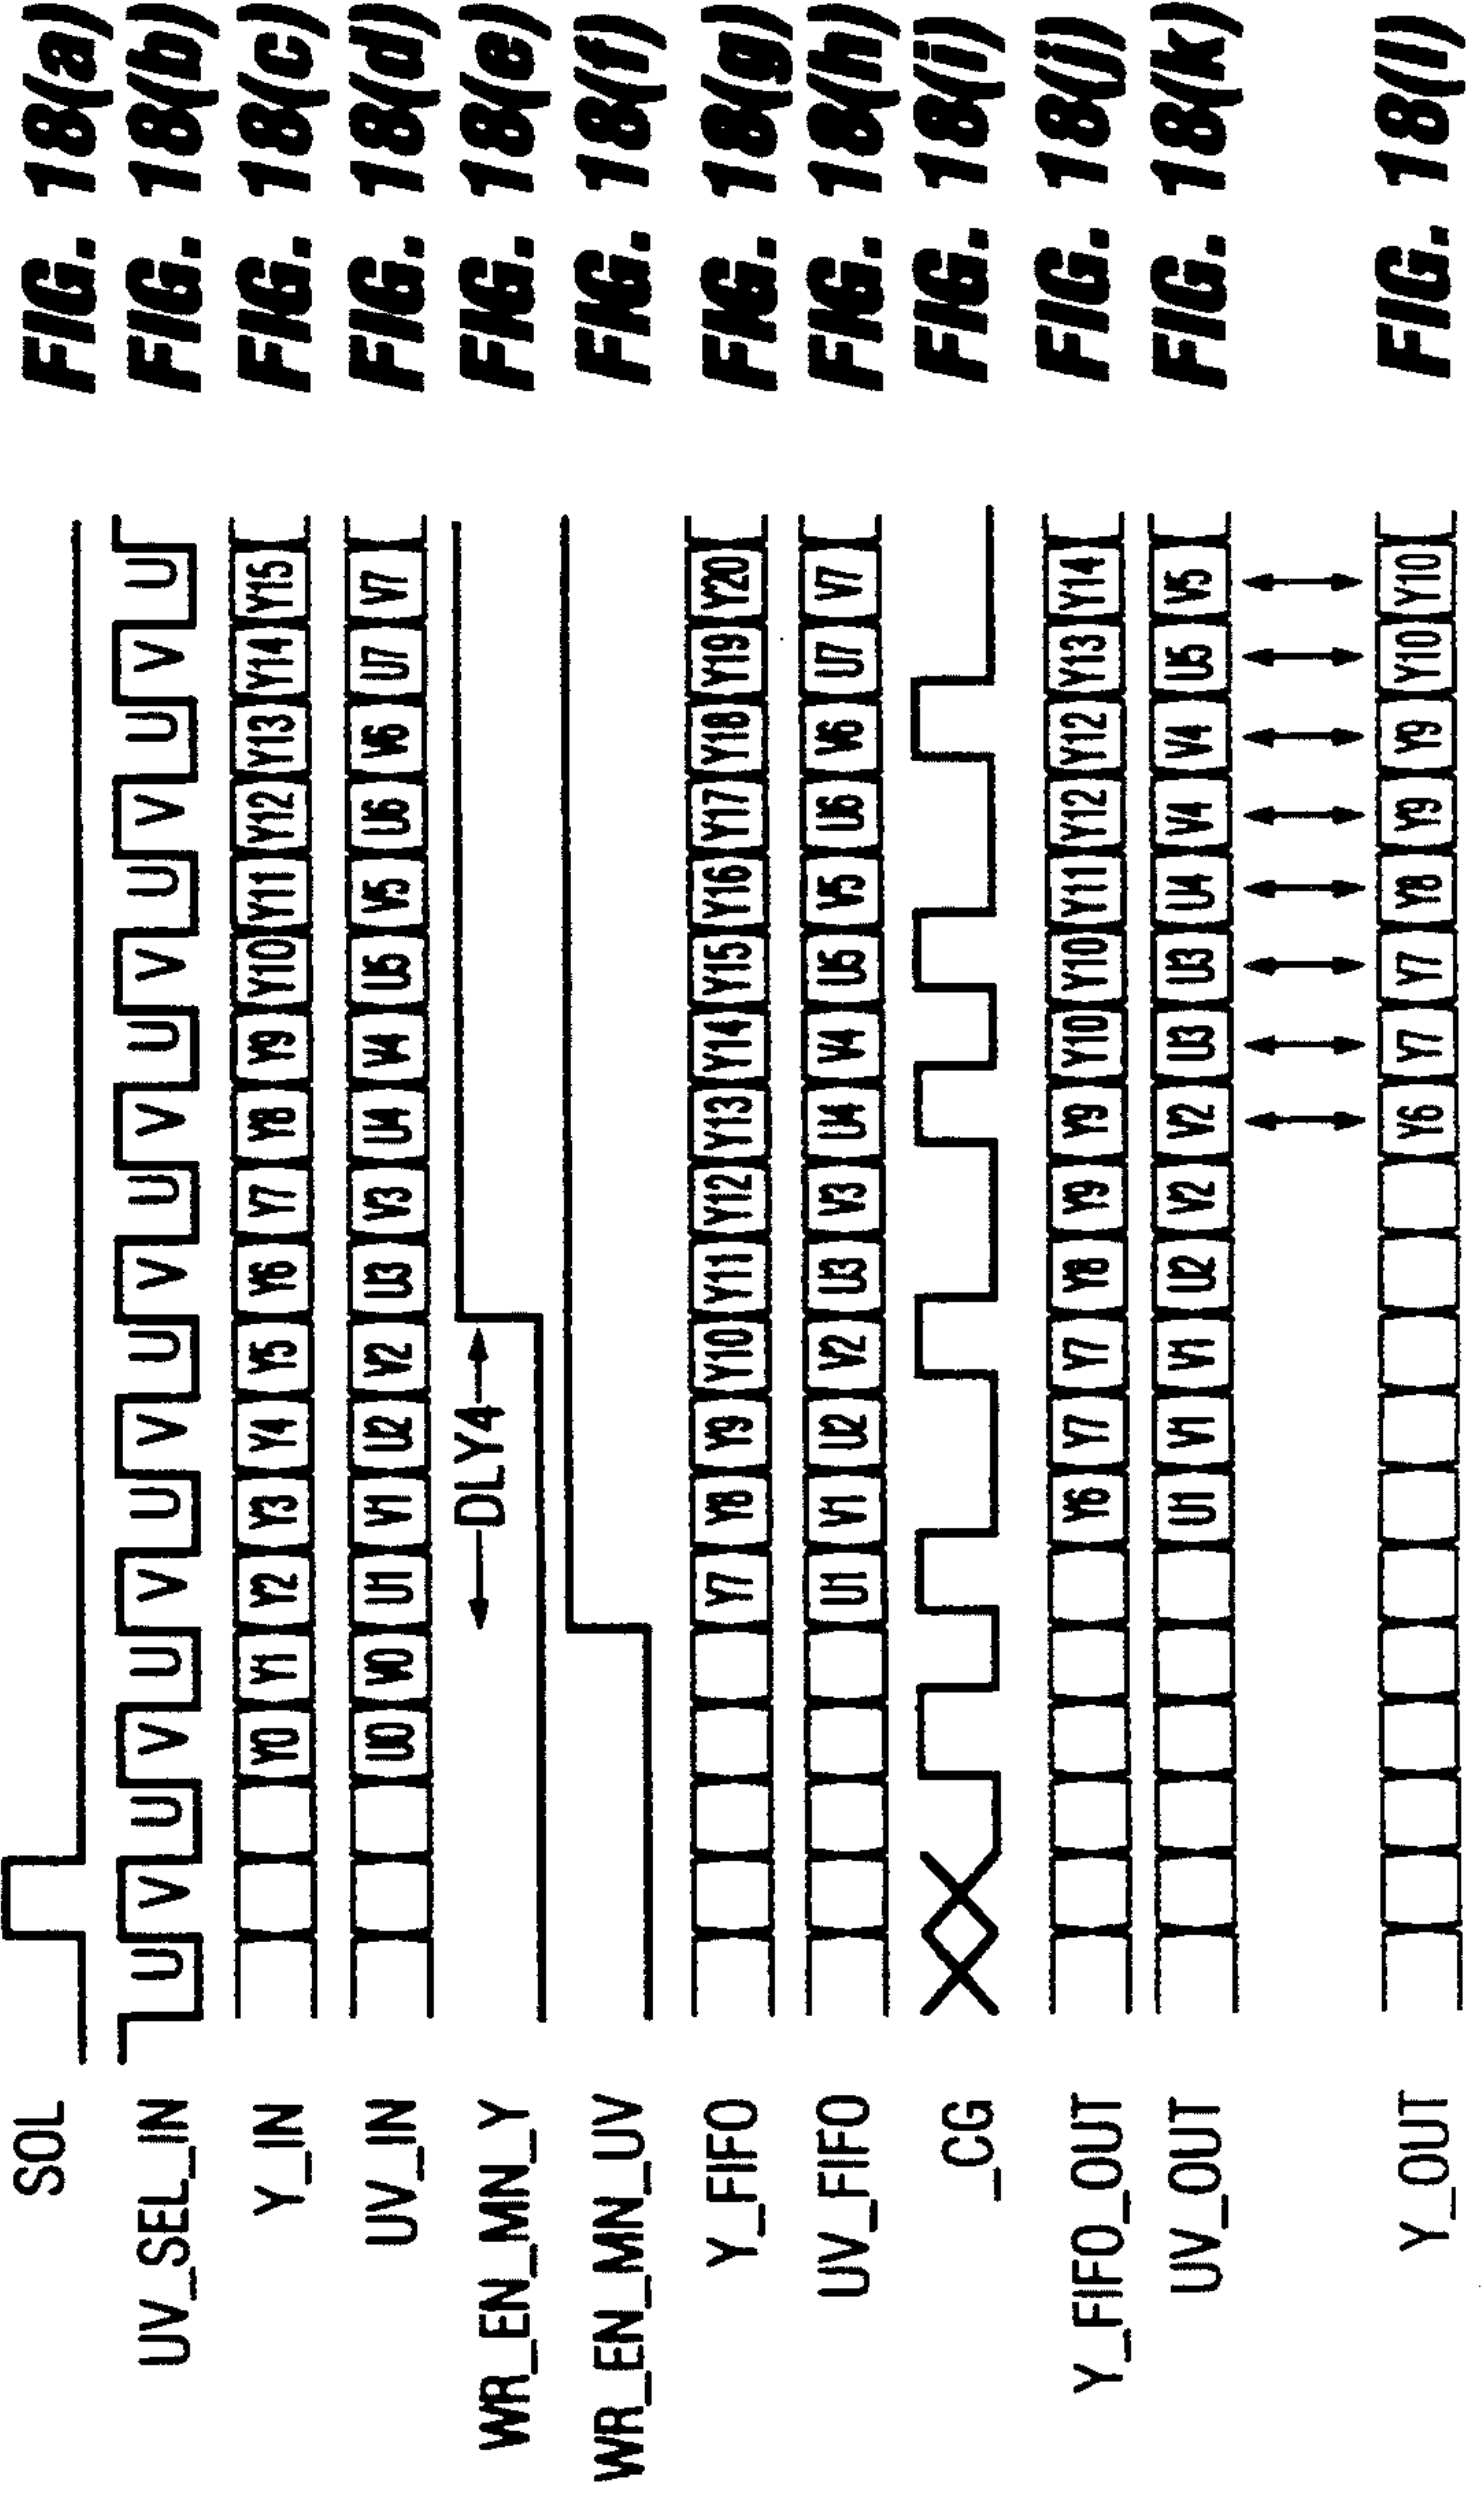 SOL FIG. 18(a)
UV_SEL_IN U V U V U V U V U V U V U V U V U V U FIG. 18(b)
Y_IN Y0 Y1 Y2 Y3 Y4 Y5 Y6 Y7 Y8 Y9 Y10 Y11 Y12 Y13 Y14 Y15 FIG. 18(c)
UV_IN U0 V0 U1 V1 U2 V2 U3 V3 U4 V4 U5 V5 U6 V6 U7 V7 FIG. 18(d)
WR_EN_MN_Y DLY4 FIG. 18(e)
WR_EN_MN_UV FIG. 18(f)
Y_FIFO Y7 Y8 Y9 Y10 Y11 Y12 Y13 Y14 Y15 Y16 Y17 Y18 Y19 Y20 FIG. 18(g)
UV_FIFO U1 V1 U2 V2 U3 V3 U4 V4 U5 V5 U6 V6 U7 V7 FIG. 18(h)
_CG FIG. 18(i)
Y_FIFO_OUT Y6 Y7 Y7 Y8 Y9 Y9 Y10 Y10 Y11 Y12 Y12 Y13 Y14 FIG. 18(j)
UV_OUT U1 V1 V1 U2 V2 V2 U3 U3 U4 V4 V4 U5 V5 FIG. 18(k)
Y_OUT Y6 Y7 Y7 Y8 Y9 Y9 Y10 Y10 FIG. 18(l)